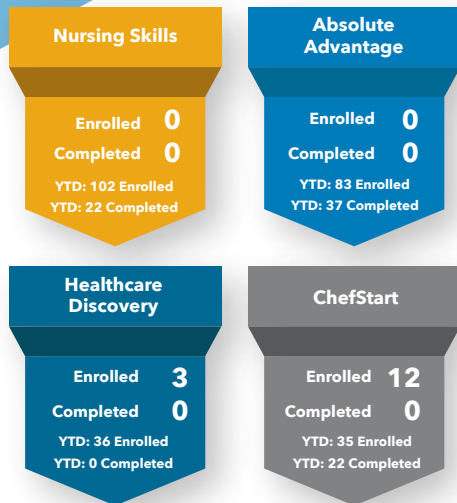 Nursing Skills
Enrolled 0
Completed 0
YTD: 102 Enrolled
YTD: 22 Completed
Absolute
Advantage
Enrolled 0
Completed 0
YTD: 83 Enrolled
YTD: 37 Completed
Healthcare
Discovery
Enrolled 3
Completed 0
YTD: 36 Enrolled
YTD: 0 Completed
ChefStart
Enrolled 12
Completed 0
YTD: 35 Enrolled
YTD: 22 Completed